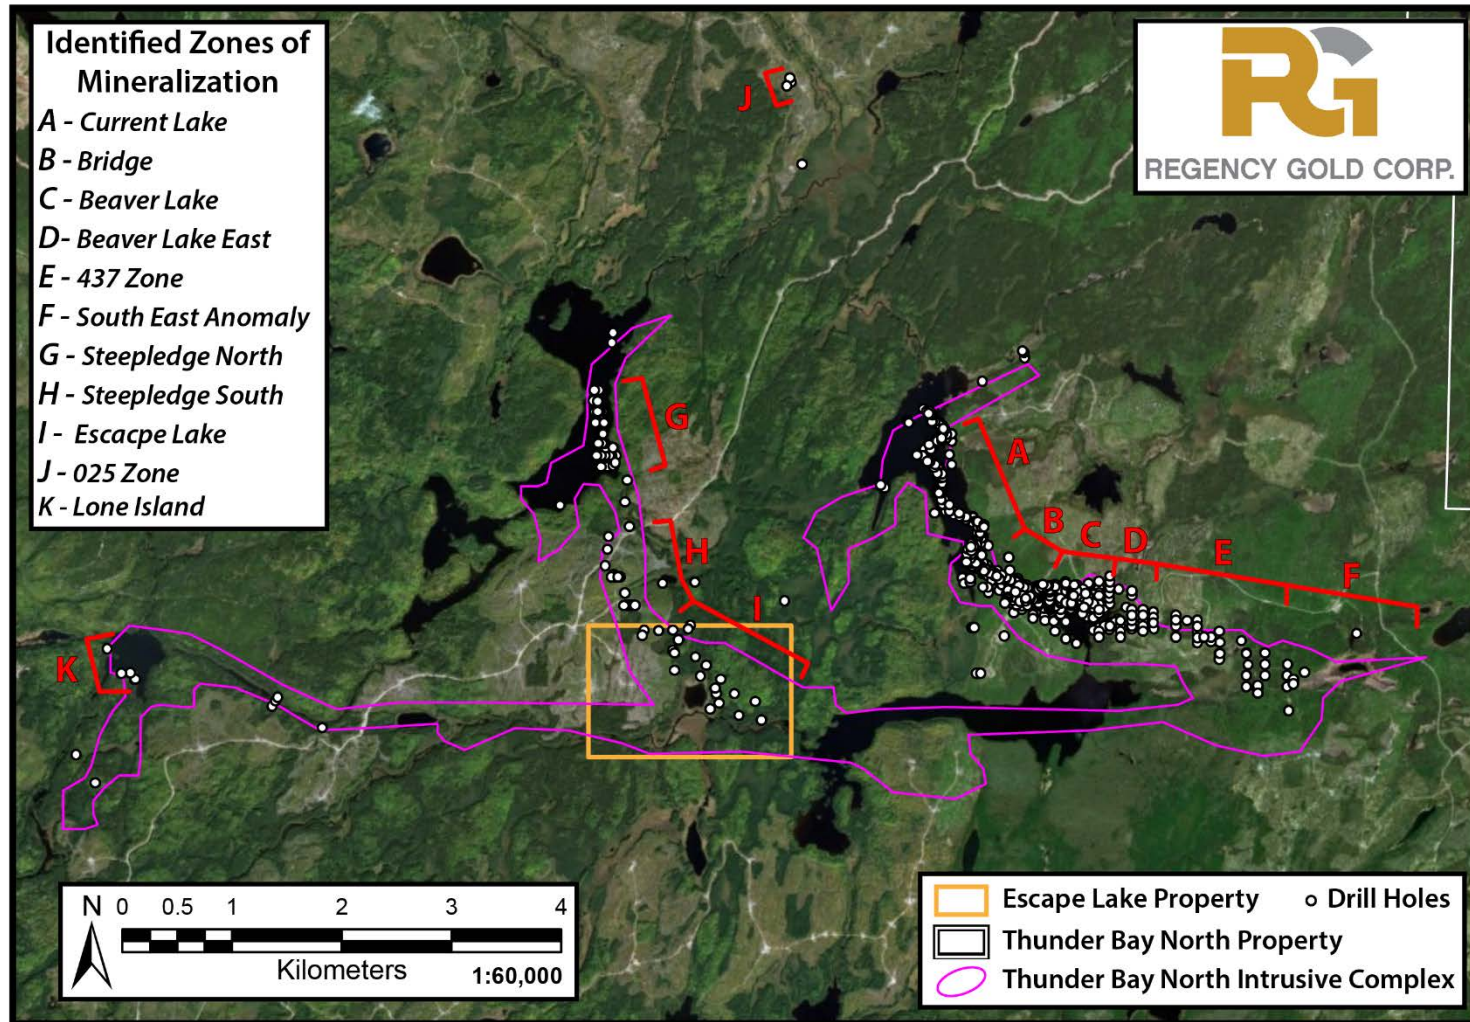 Identified Zones of
Mineralization
A - Current Lake
B - Bridge
C - Beaver Lake
D- Beaver Lake East
E - 437 Zone
F - South East Anomaly
G - Steepledge North
H - Steepledge South
I - Escacpe Lake
J - 025 Zone
K - Lone Island
RG
REGENCY GOLD CORP.
J
G
A
B
C
D
E
F
H
I
K
N
0 0.5 1 2 3 4
Kilometers
1:60,000
Escape Lake Property
Drill Holes
Thunder Bay North Property
Thunder Bay North Intrusive Complex